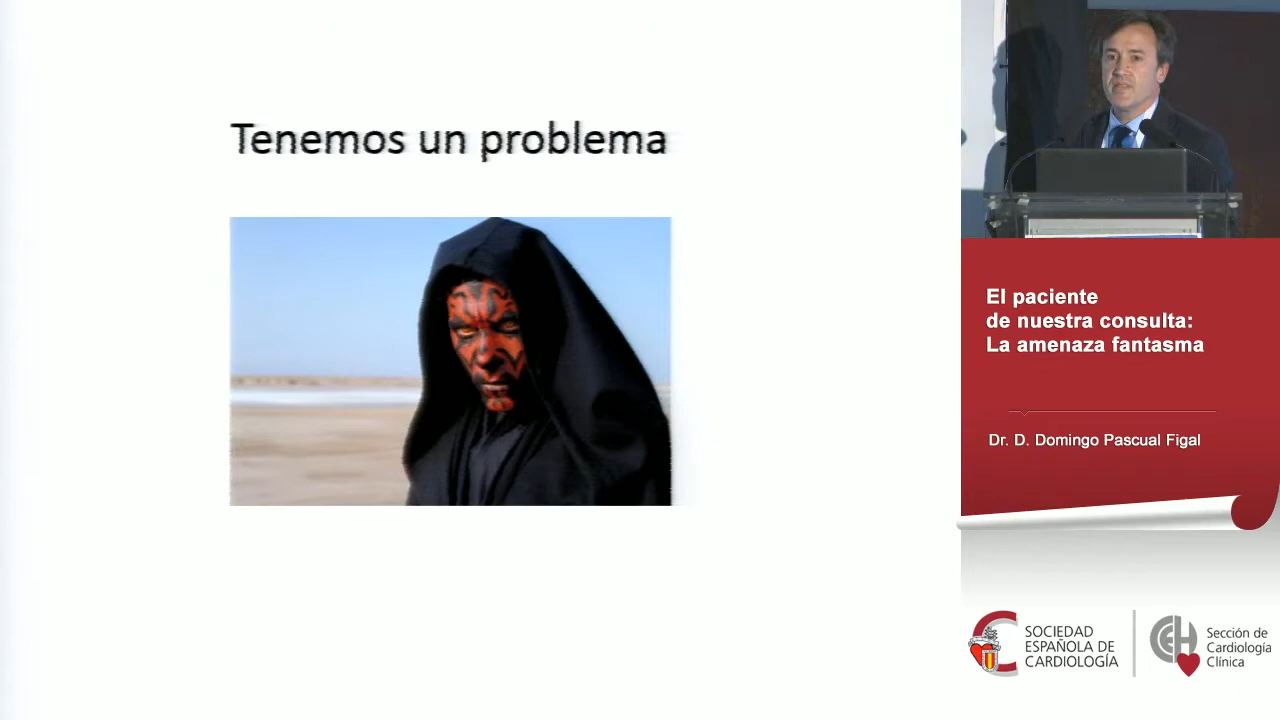 Tenemos un problema
El paciente
de nuestra consulta:
La amenaza fantasma
Dr. D. Domingo Pascual Figal
SOCIEDAD
ESPAÑOLA DE
CARDIOLOGÍA
Sección de
Cardiología
Clínica